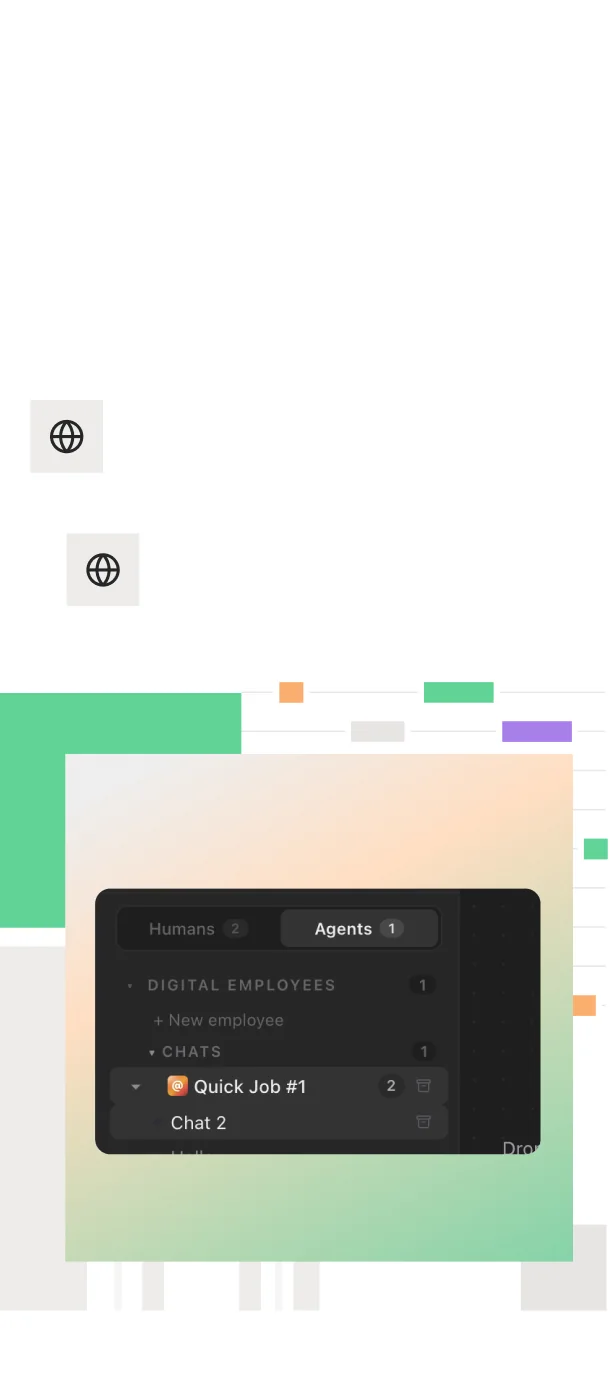 Humans 2 Agents 1
DIGITAL EMPLOYEES 1
+ New employee
CHATS 1
@ Quick Job #1 2
Chat 2